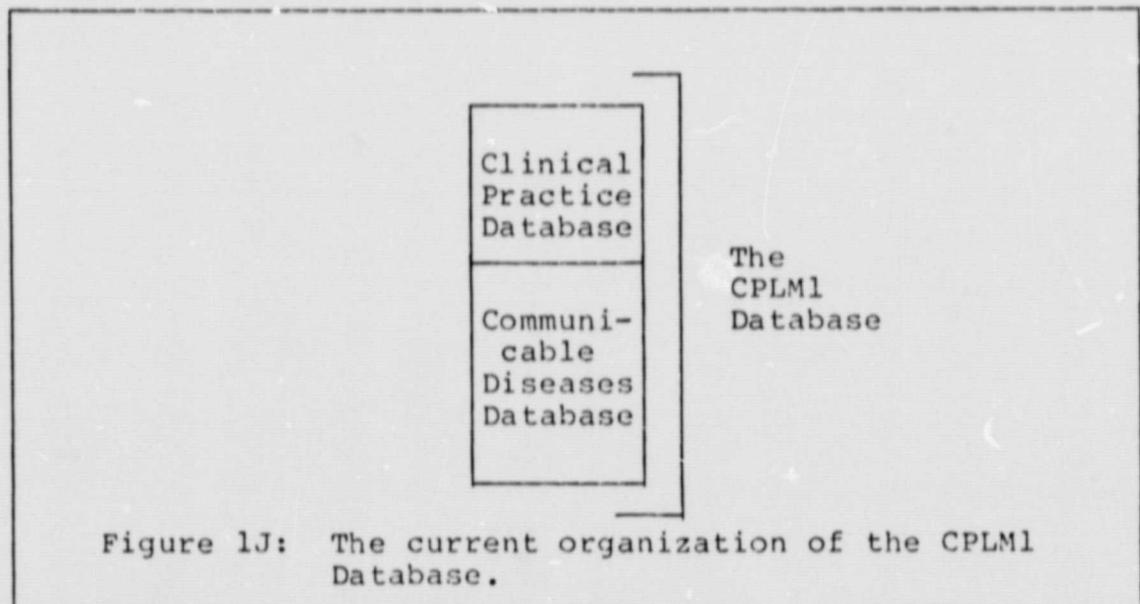 Clinical
Practice
Database
Communi-
cable
Diseases
Database
The
CPLM1
Database
Figure 1J: The current organization of the CPLM1
Database.